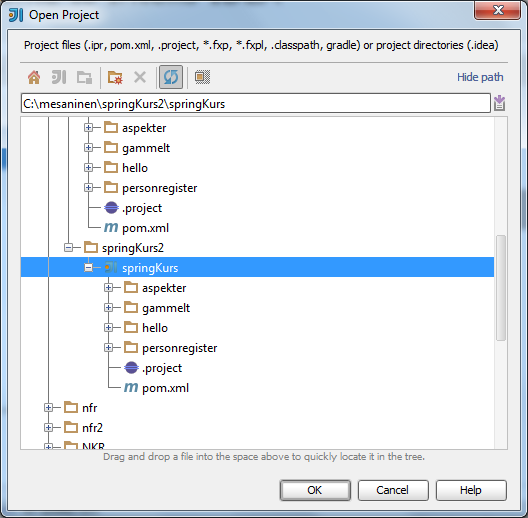 Open Project
Project files (.ipr, pom.xml, .project, *.fxp, *.fxpl, .classpath, gradle) or project directories (.idea)
Hide path
C:\mesaninen\springKurs2\springKurs
aspekter
gammelt
hello
personregister
.project
pom.xml
springKurs2
springKurs
aspekter
gammelt
hello
personregister
.project
pom.xml
nfr
nfr2
NKR
Drag and drop a file into the space above to quickly locate it in the tree.
OK Cancel Help